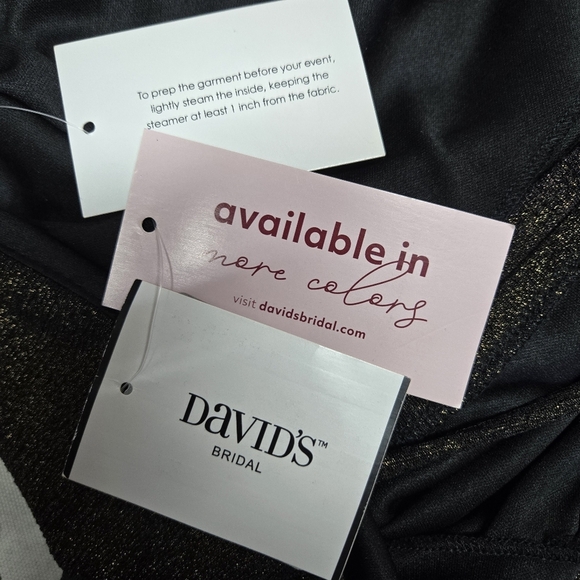 To prep the garment before your event,
lightly steam the inside, keeping the
steamer at least 1 inch from the fabric.
available in
more colors
visit davidsbridal.com
DAVID'S™
BRIDAL